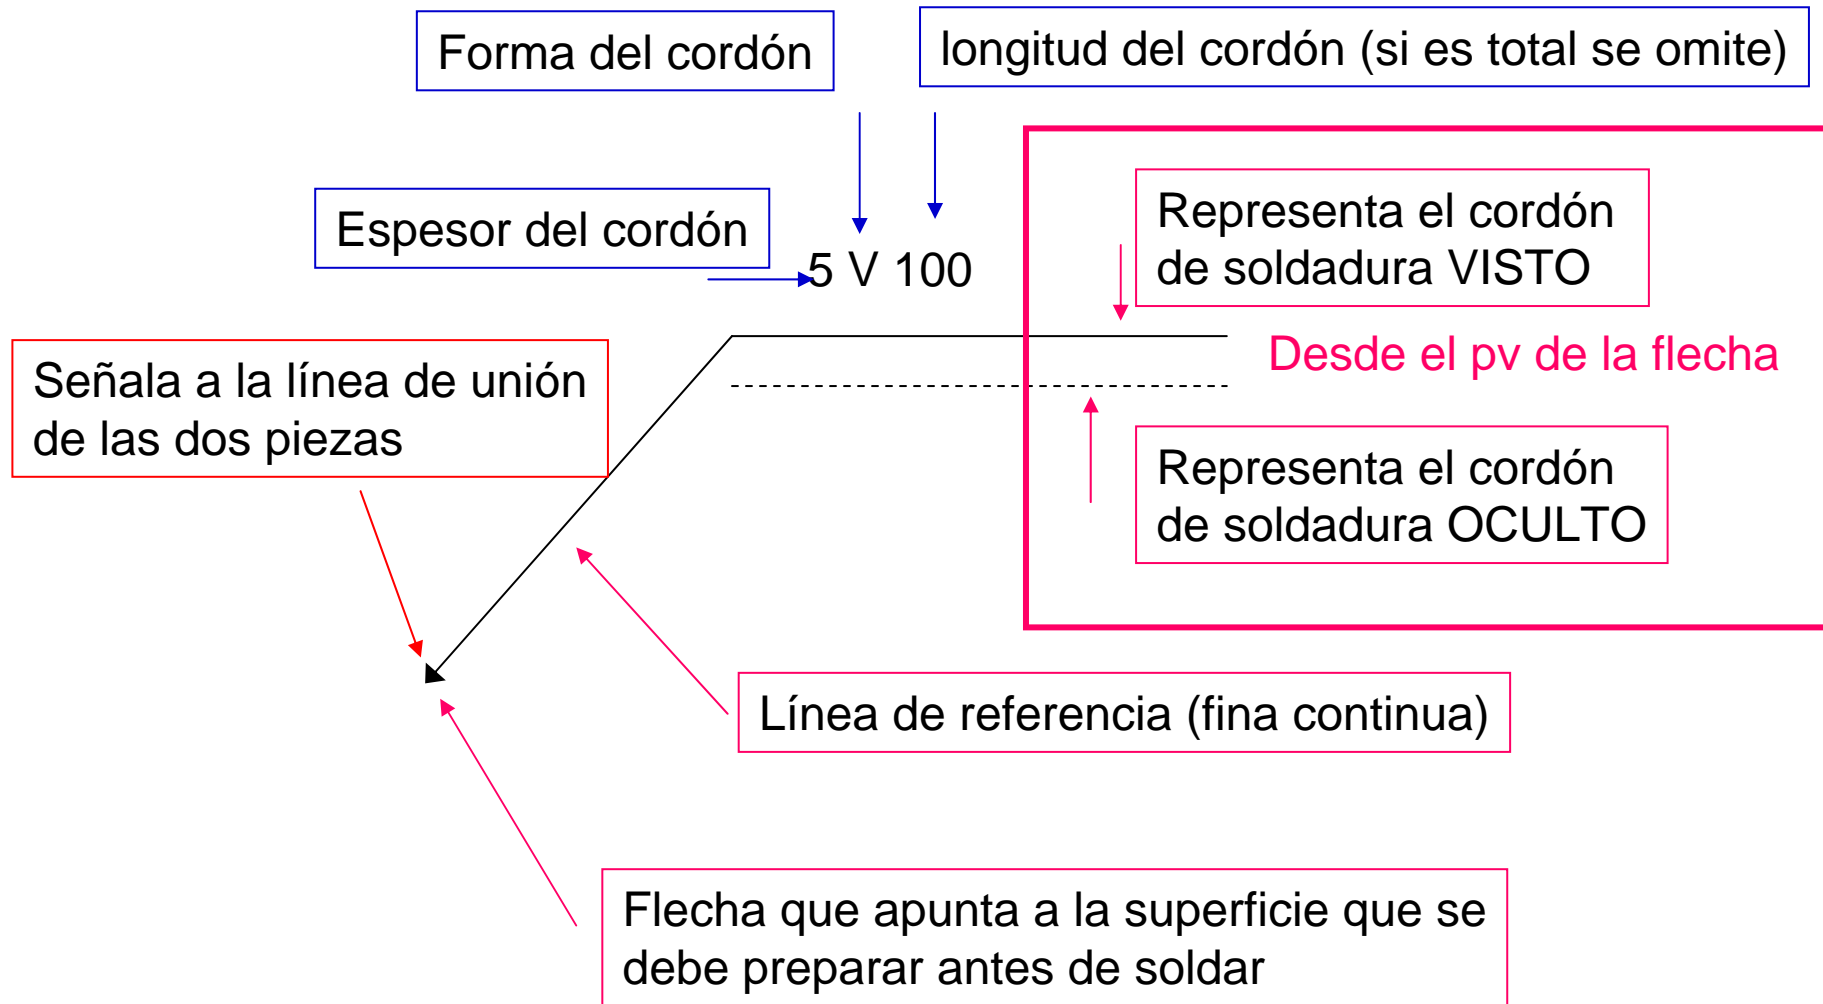 Forma del cordón
longitud del cordón (si es total se omite)
Espesor del cordón
5 V 100
Representa el cordón
de soldadura VISTO
Desde el pv de la flecha
Señala a la línea de unión
de las dos piezas
Representa el cordón
de soldadura OCULTO
Línea de referencia (fina continua)
Flecha que apunta a la superficie que se
debe preparar antes de soldar